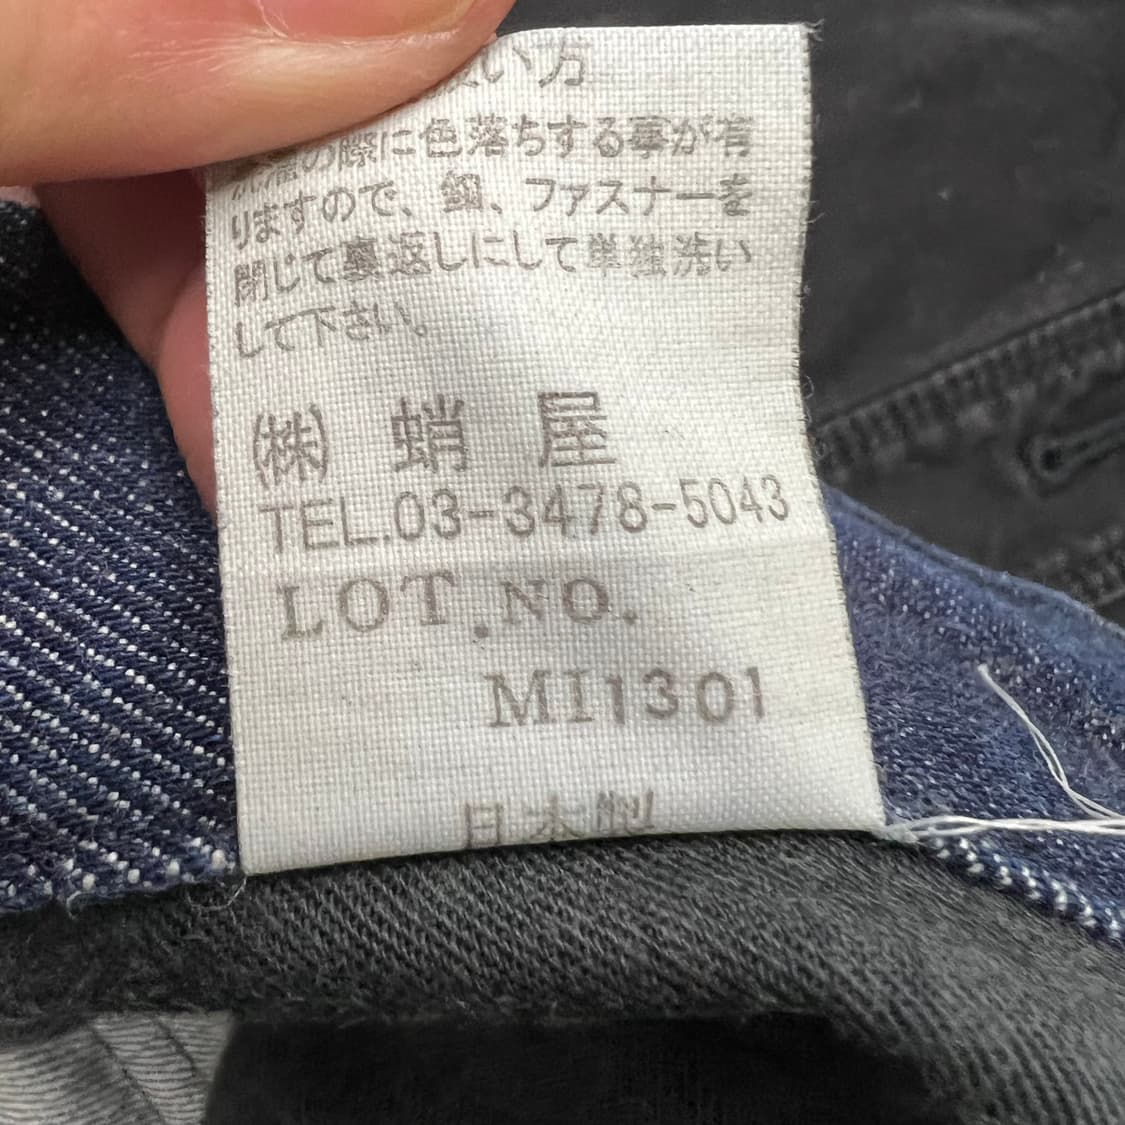 い方
の際に色落ちする事が有
りますので、釦、ファスナーを
閉じて裏返しにして単独洗い
して下さい。
㈱ 蛸 屋
TEL.03-3478-5043
LOT.NO.
MI1301
日本製